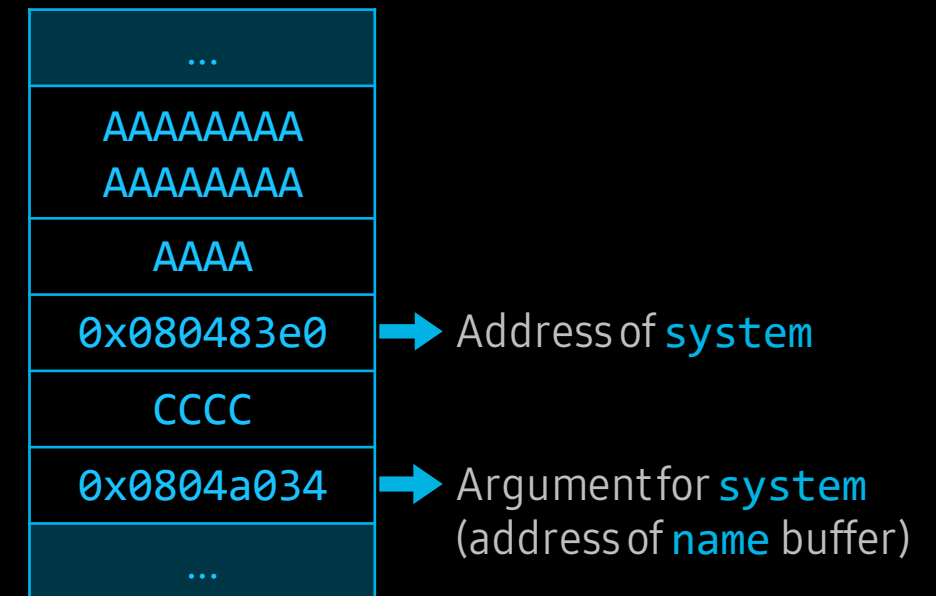 ...
AAAAAAAA
AAAAAAAA
AAAA
0x080483e0
Address of system
CCCC
0x0804a034
Argument for system
(address of name buffer)
...